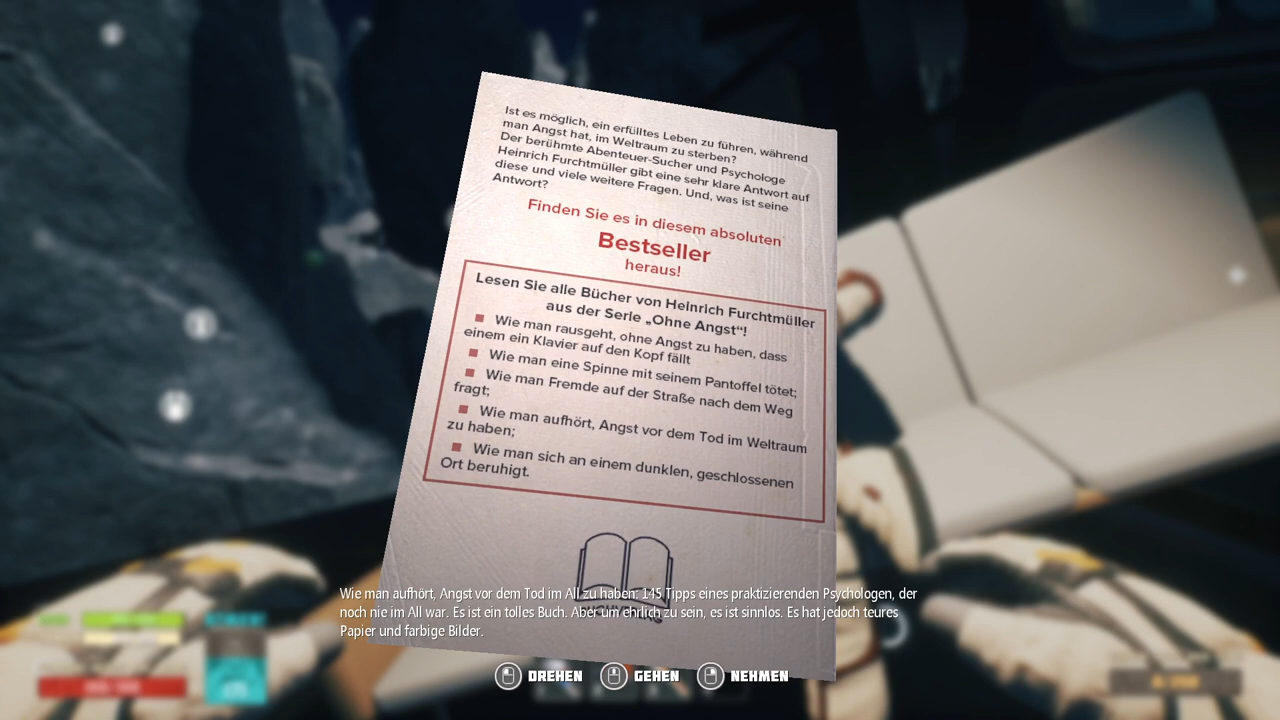 Ist es möglich, ein erfülltes Leben zu führen, während
man Angst hat, im Weltraum zu sterben?
Der berühmte Abenteuer-Sucher und Psychologe
Heinrich Furchtmüller gibt eine sehr klare Antwort auf
diese und viele weitere Fragen. Und, was ist seine
Antwort?
Finden Sie es in diesem absoluten
Bestseller
heraus!
Lesen Sie alle Bücher von Heinrich Furchtmüller
aus der Serie „Ohne Angst“!
■ Wie man rausgeht, ohne Angst zu haben, dass
einem ein Klavier auf den Kopf fällt
■ Wie man eine Spinne mit seinem Pantoffel tötet;
■ Wie man Fremde auf der Straße nach dem Weg
fragt;
■ Wie man aufhört, Angst vor dem Tod im Weltraum
zu haben;
■ Wie man sich an einem dunklen, geschlossenen
Ort beruhigt.
Wie man aufhört, Angst vor dem Tod im All zu haben: 145 Tipps eines praktizierenden Psychologen, der
noch nie im All war. Es ist ein tolles Buch. Aber um ehrlich zu sein, es ist sinnlos. Es hat jedoch teures
Papier und farbige Bilder.
DREHEN GEHEN NEHMEN